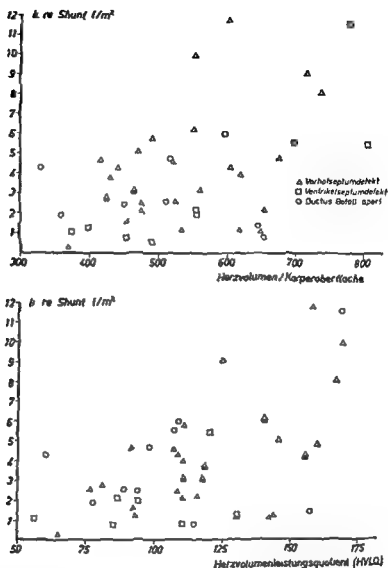 12 li. re Shunt l/m²
11
10
9
8
7
6
5
4
3
2
1
△ Vorhofseptumdefekt
□ Ventrikelseptumdefekt
○ Ductus Botalli apert
300 400 500 600 700 800
Herzvolumen/Körperoberfläche
12 li. re Shunt l/m²
11
10
9
8
7
6
5
4
3
2
1
50 75 100 125 150 175
Herzvolumenleistungsquotient (HVLQ)